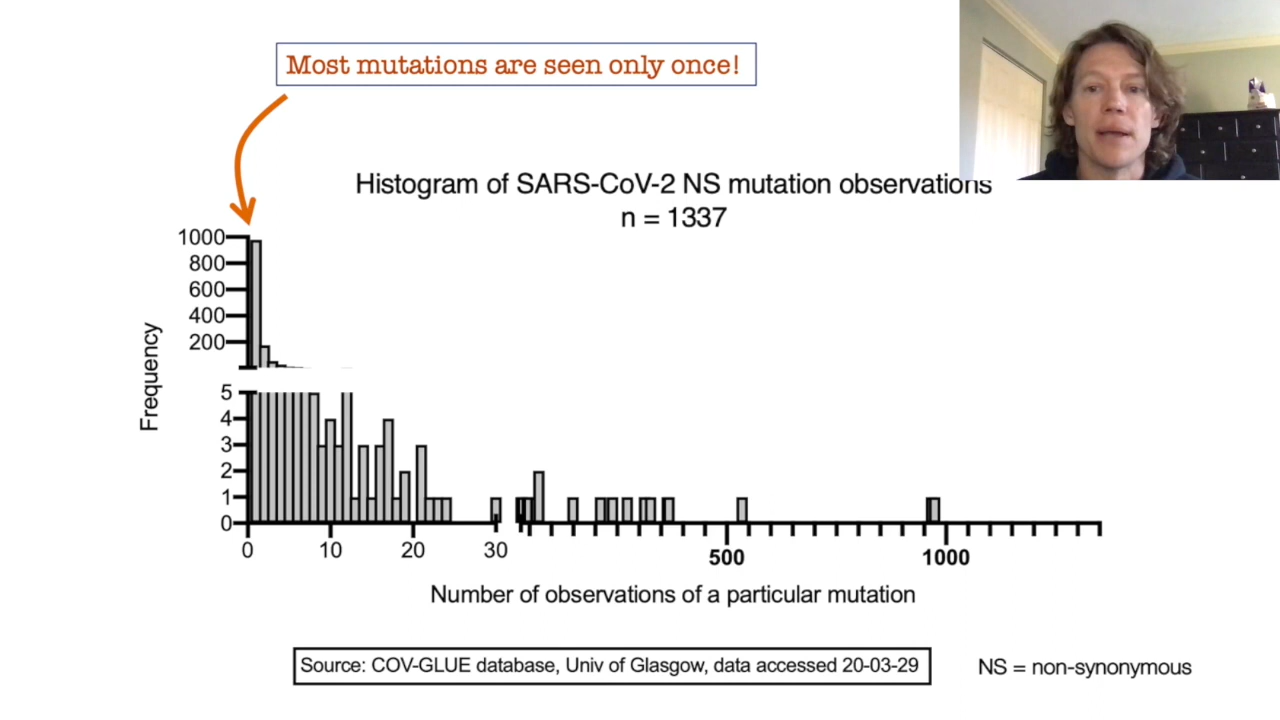 Most mutations are seen only once!
Histogram of SARS-CoV-2 NS mutation observations
n = 1337
Frequency
1000
800
600
400
200
5
4
3
2
1
0
0 10 20 30 500 1000
Number of observations of a particular mutation
Source: COV-GLUE database, Univ of Glasgow, data accessed 20-03-29
NS = non-synonymous